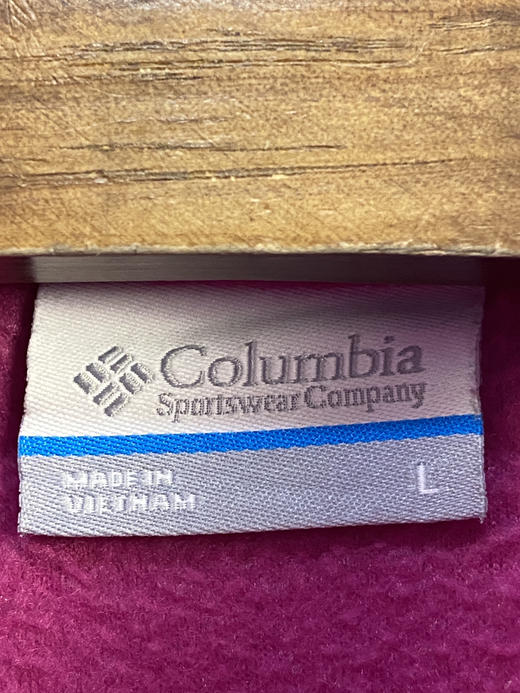 Columbia
Sportswear Company
MADE IN
VIETNAM
L